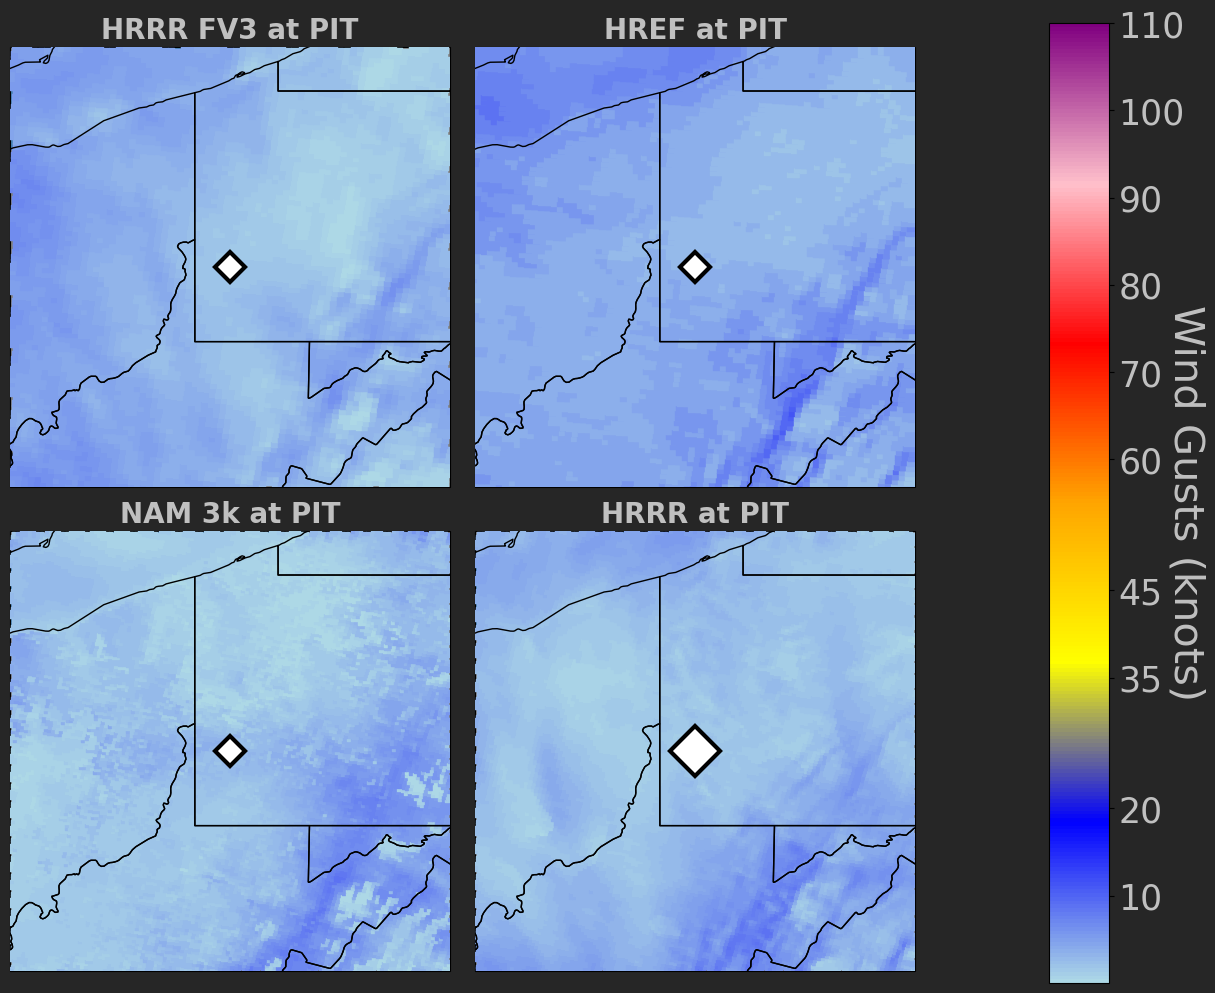 HRRR FV3 at PIT
HREF at PIT
NAM 3k at PIT
HRRR at PIT
110
100
90
80
70
60
45
35
20
10
Wind Gusts (knots)